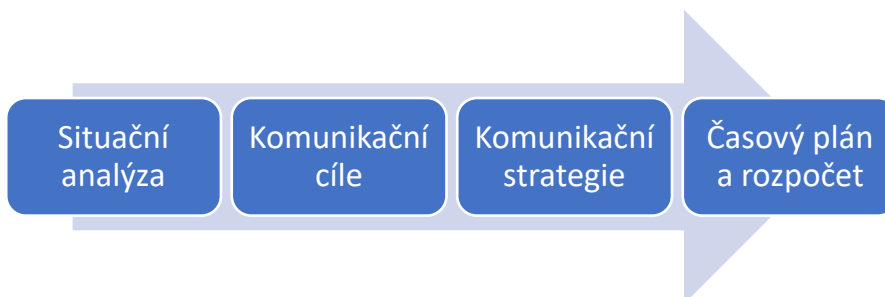 Situační
analýza
Komunikační
cíle
Komunikační
strategie
Časový plán
a rozpočet